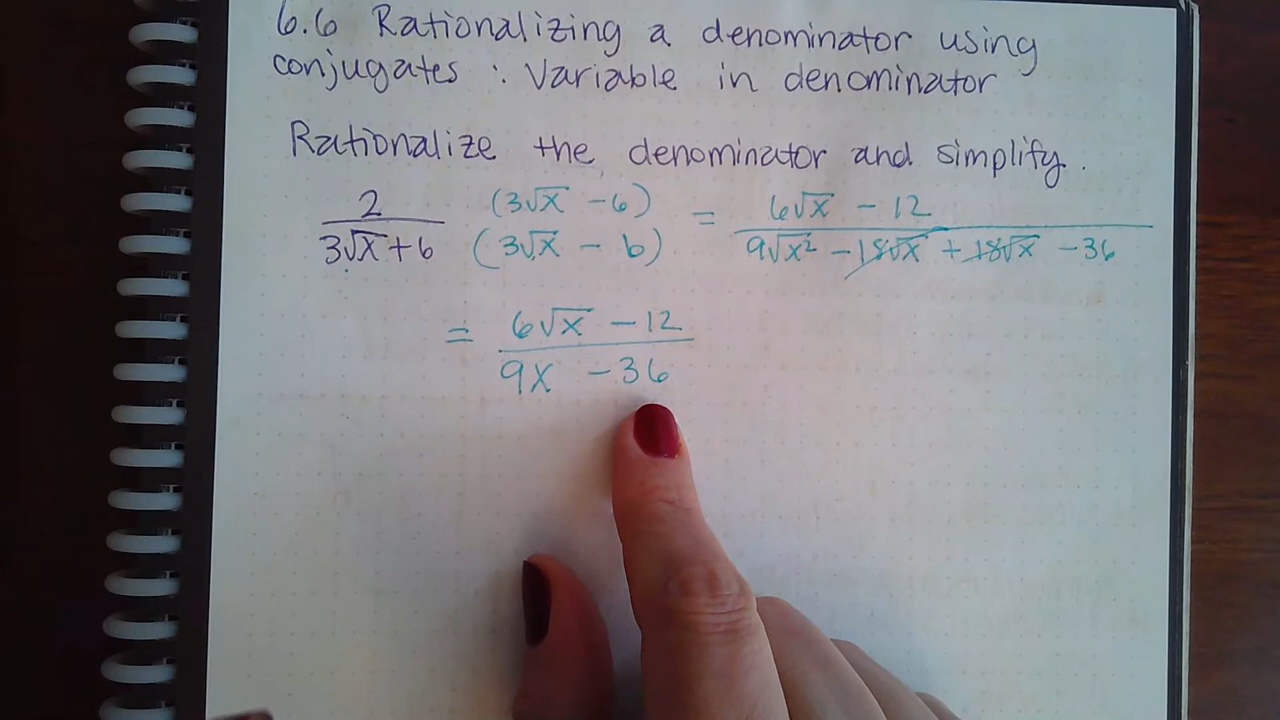 6.6 Rationalizing a denominator using
conjugates : Variable in denominator
Rationalize the denominator and simplify.
2/(3√x + 6) (3√x - 6)/(3√x - 6) = (6√x - 12)/(9√x² - 18√x + 18√x - 36)
= (6√x - 12)/(9x - 36)